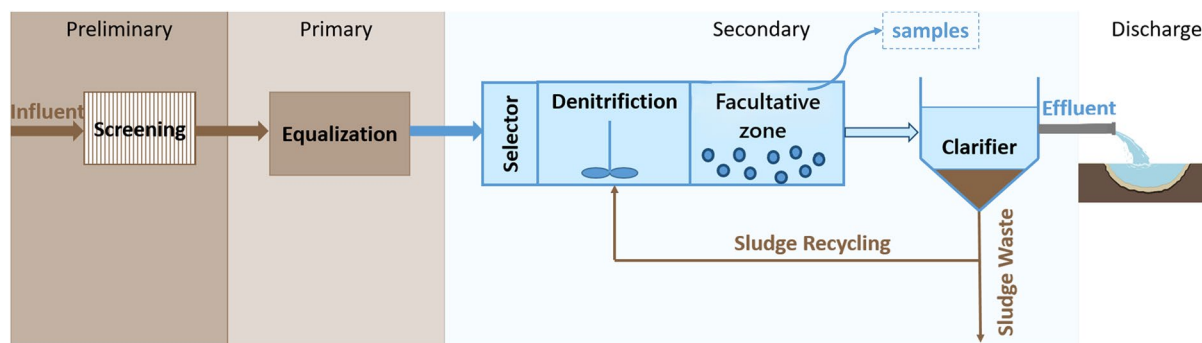 Preliminary
Primary
Secondary
Discharge
samples
Influent
Screening
Equalization
Selector
Denitrifiction
Facultative
zone
Clarifier
Effluent
Sludge Recycling
Sludge Waste